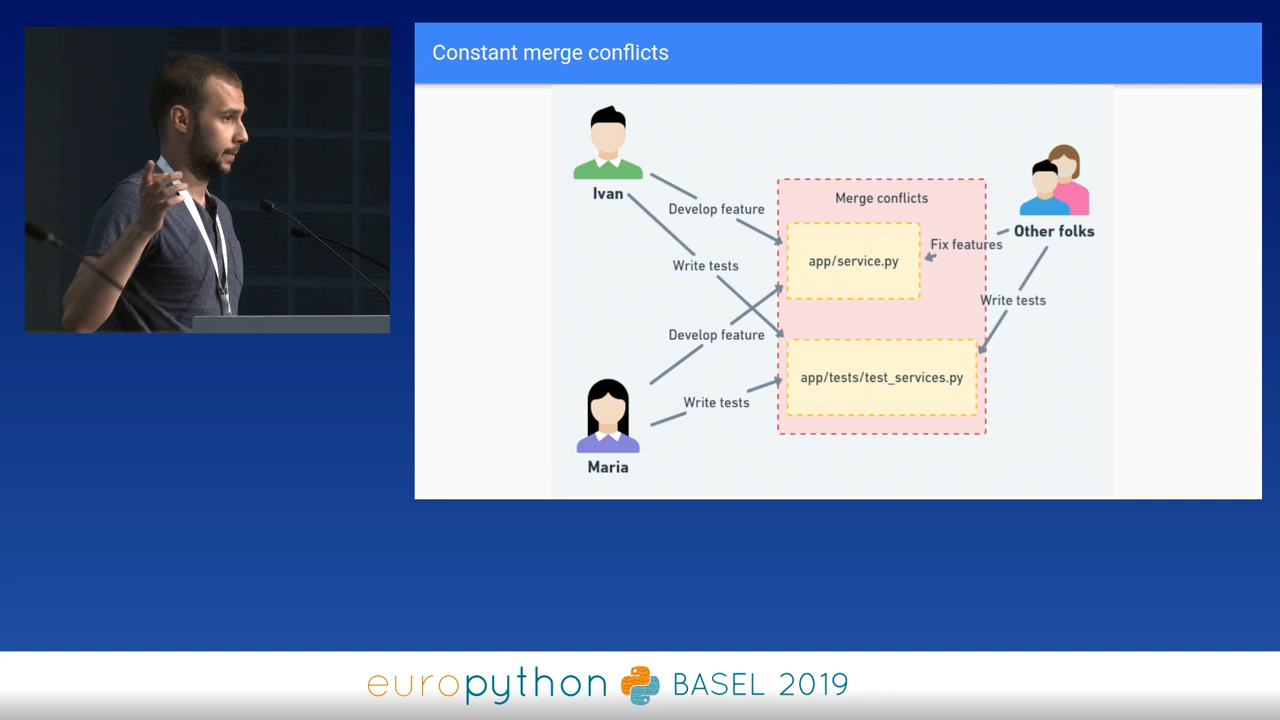 Constant merge conflicts
Ivan
Develop feature
Write tests
Develop feature
Write tests
Maria
Merge conflicts
app/service.py
app/tests/test_services.py
Fix features
Other folks
Write tests
europython BASEL 2019